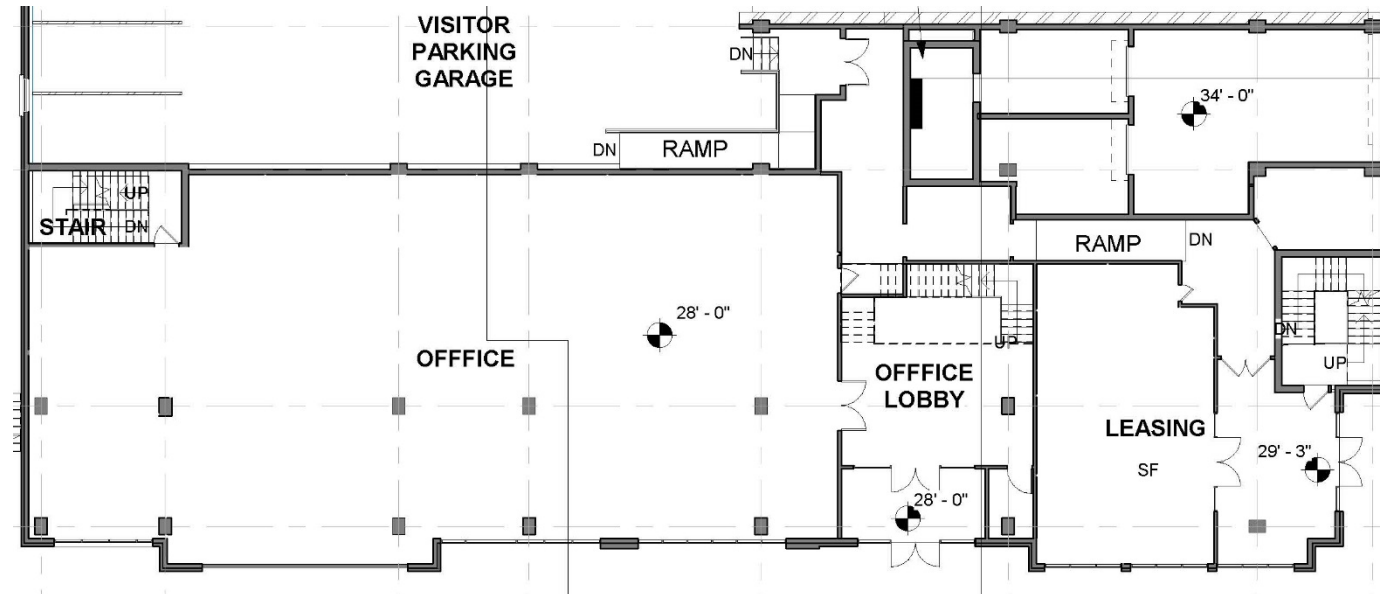 VISITOR
PARKING
GARAGE
DN
34' - 0"
DN
RAMP
UP
STAIR
DN
RAMP
DN
28' - 0"
OFFFICE
UP
OFFFICE
LOBBY
DN
UP
LEASING
SF
29' - 3"
28' - 0"